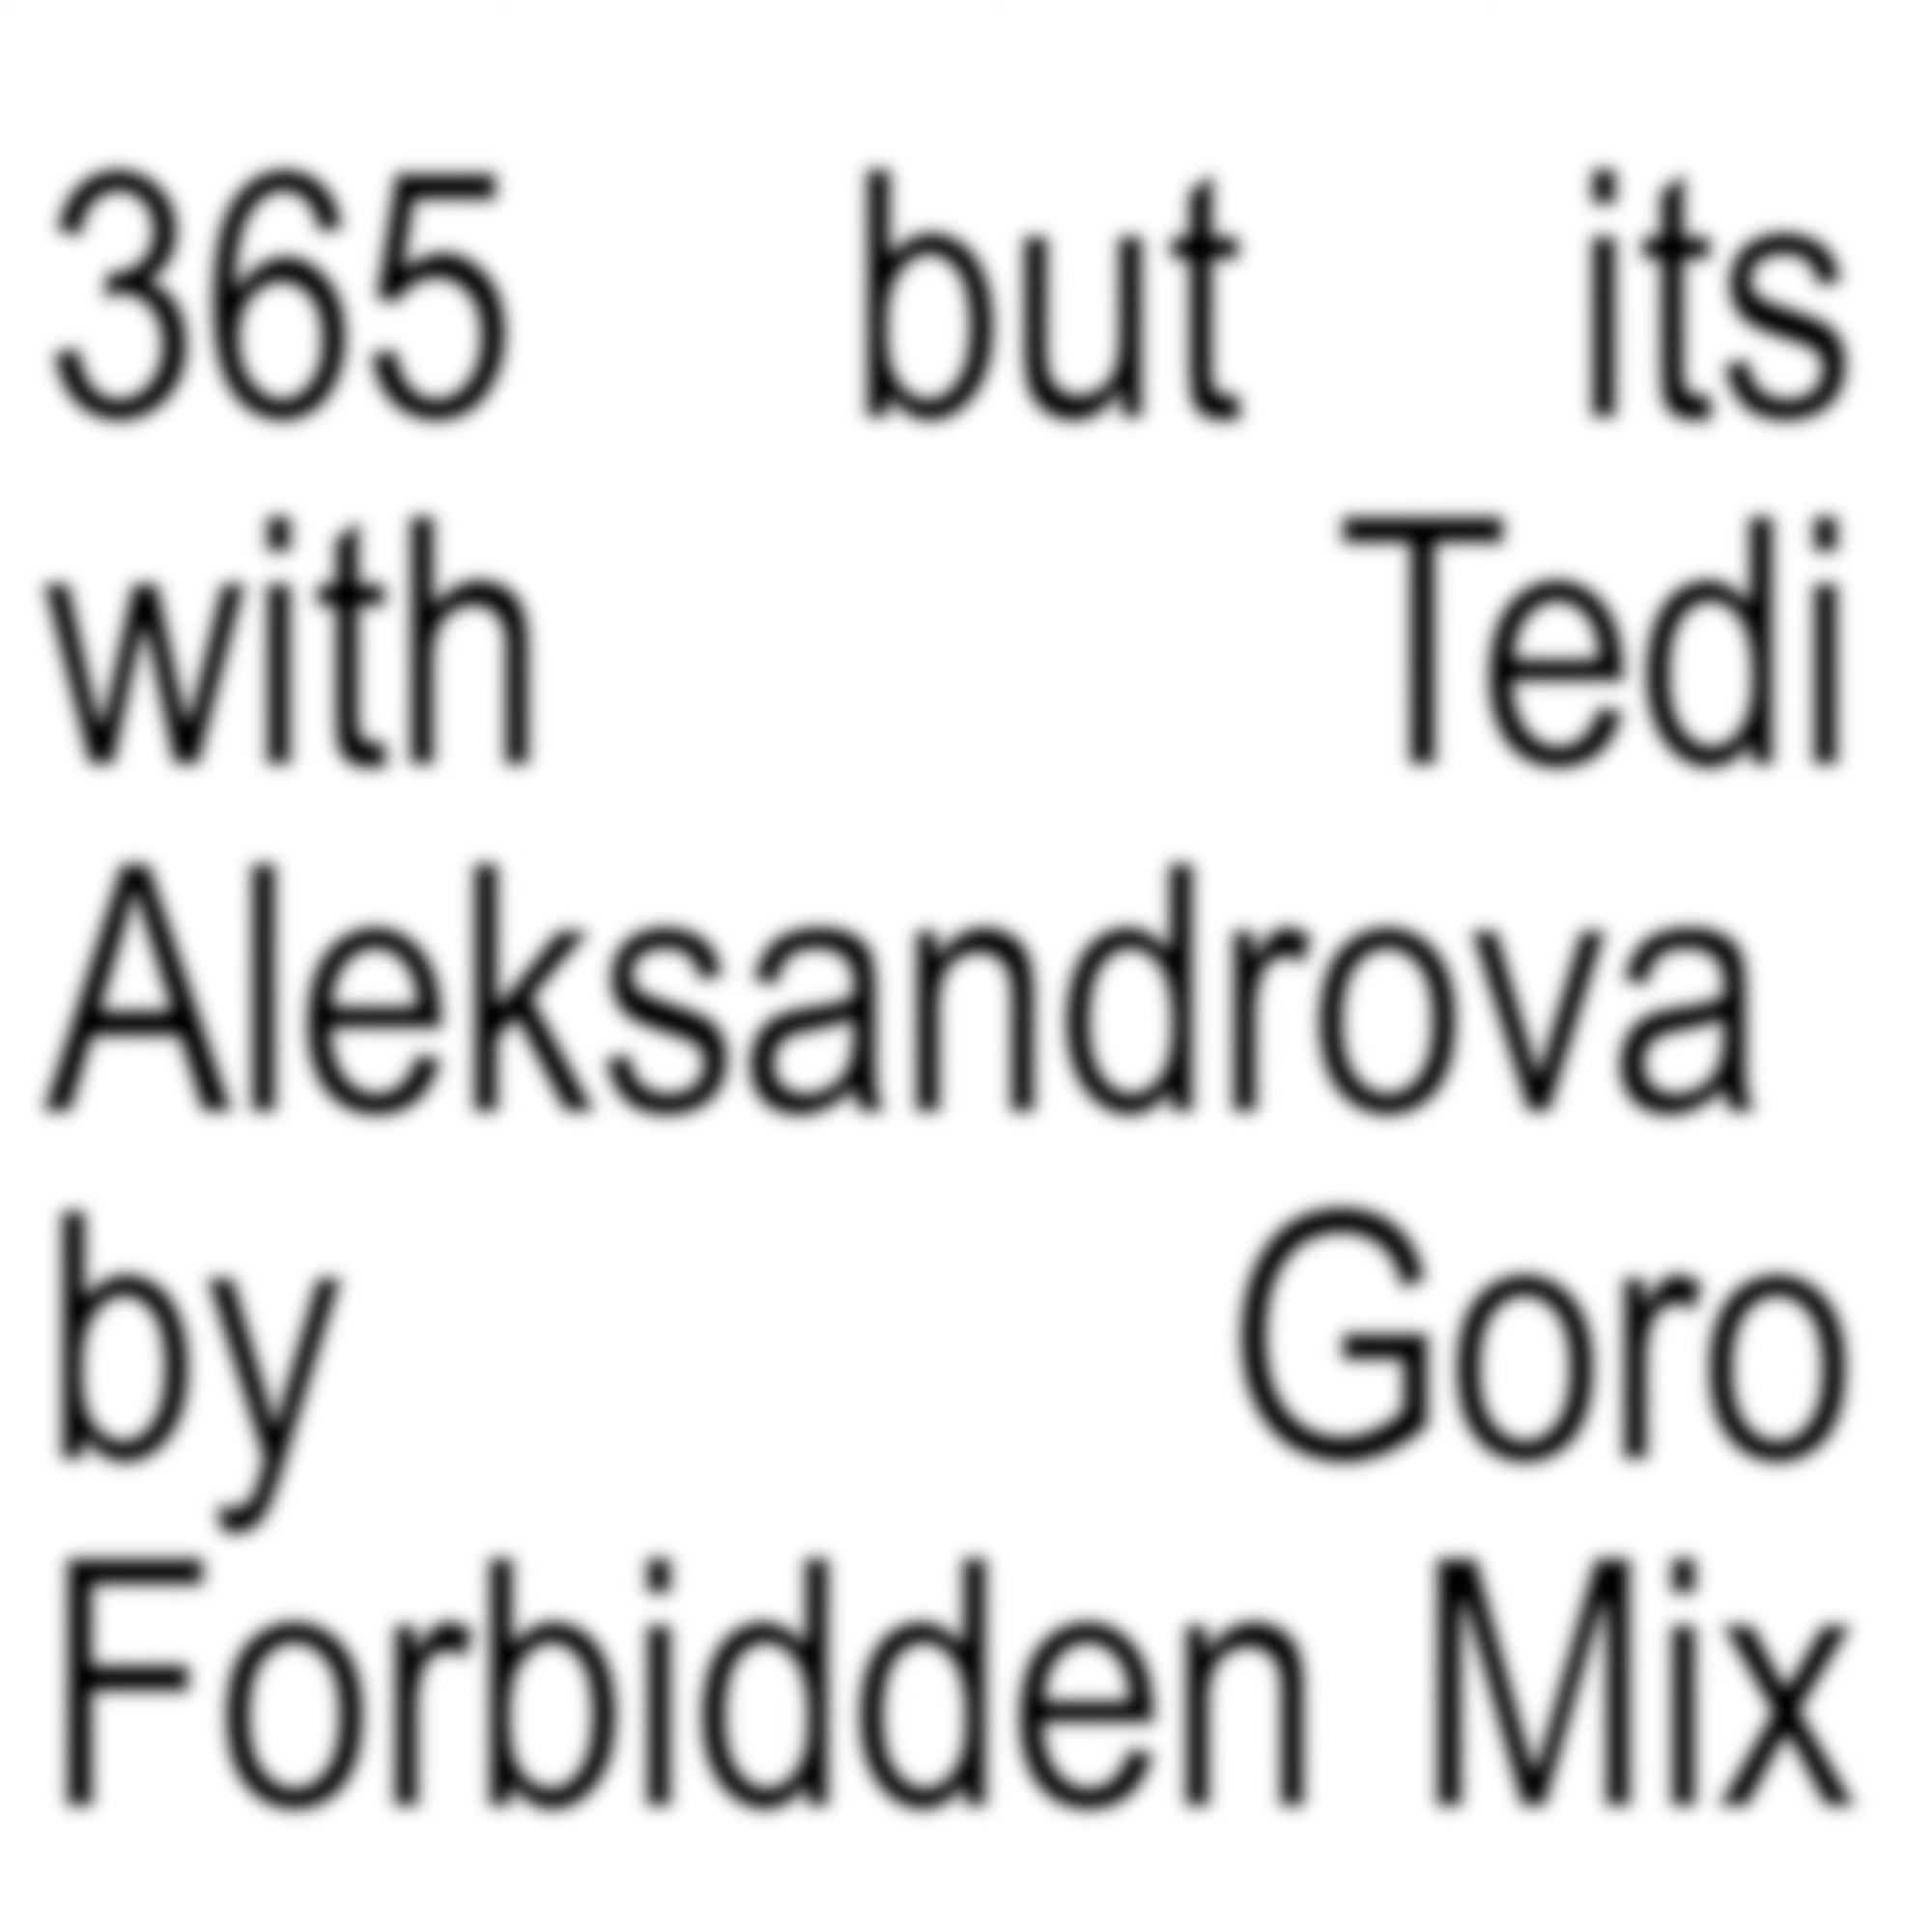 365 but its
with Tedi
Aleksandrova
by Goro
Forbidden Mix